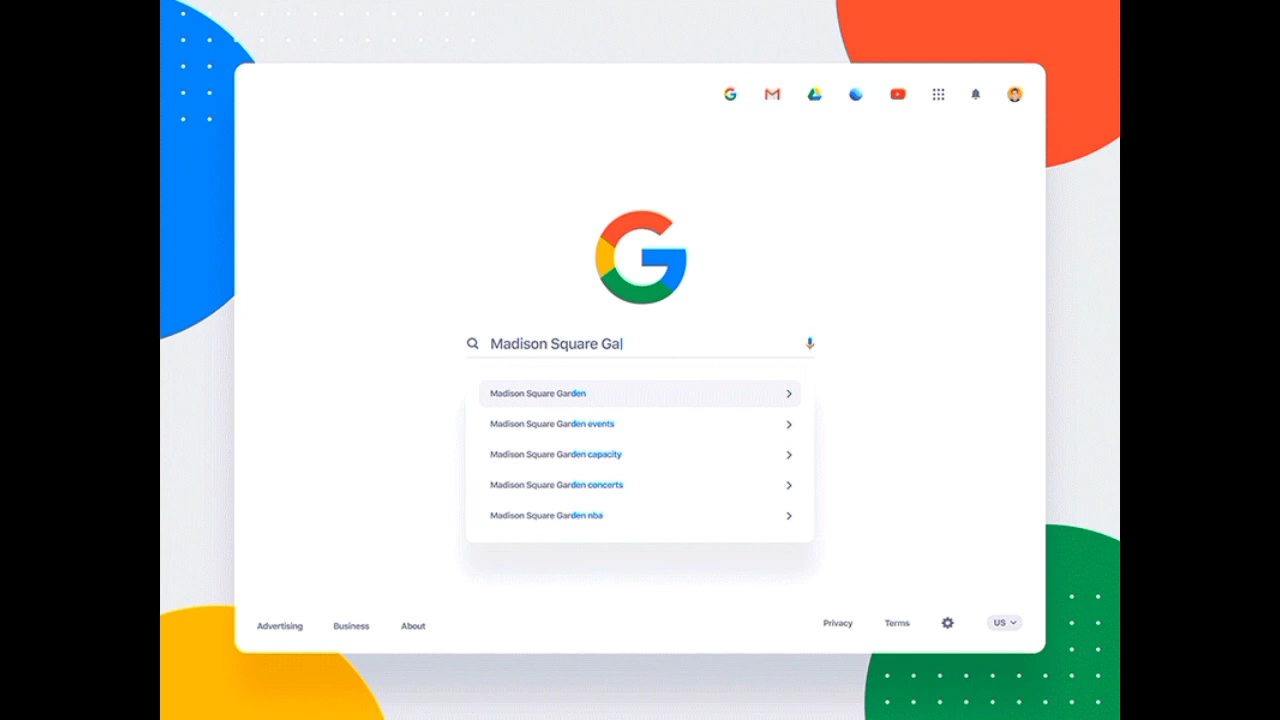 Madison Square Ga
Madison Square Garden
Madison Square Garden events
Madison Square Garden capacity
Madison Square Garden concerts
Madison Square Garden nba
Advertising Business About Privacy Terms US